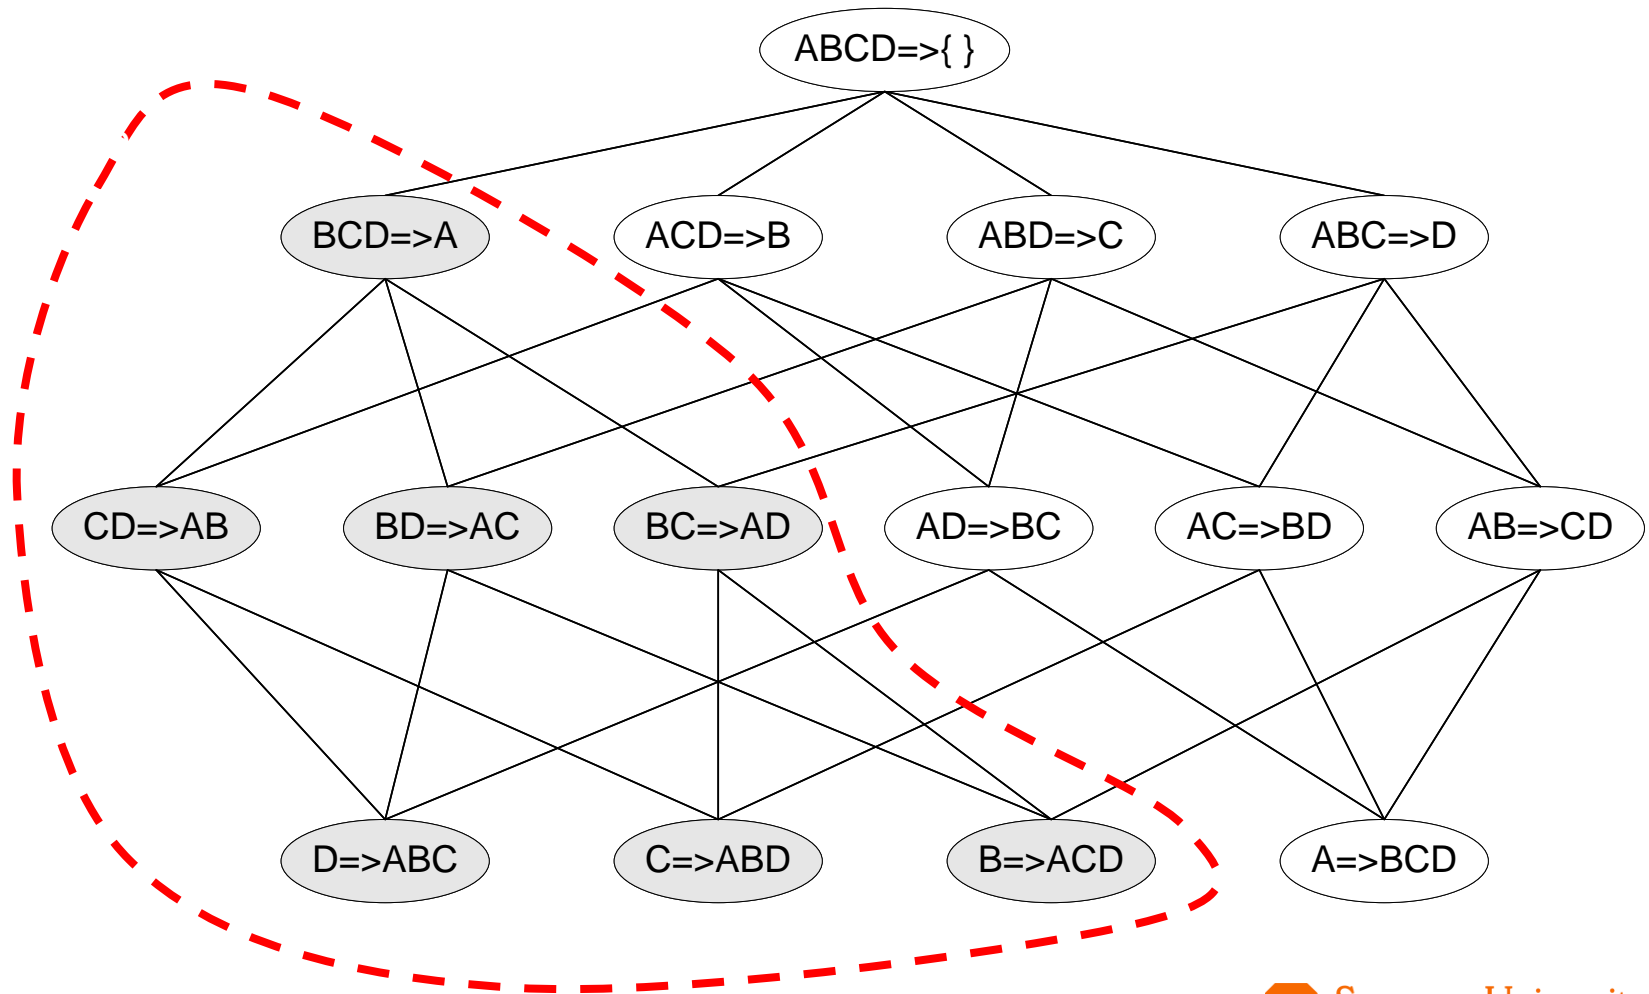 ABCD=>{ }
BCD=>A ACD=>B ABD=>C ABC=>D
CD=>AB BD=>AC BC=>AD AD=>BC AC=>BD AB=>CD
D=>ABC C=>ABD B=>ACD A=>BCD